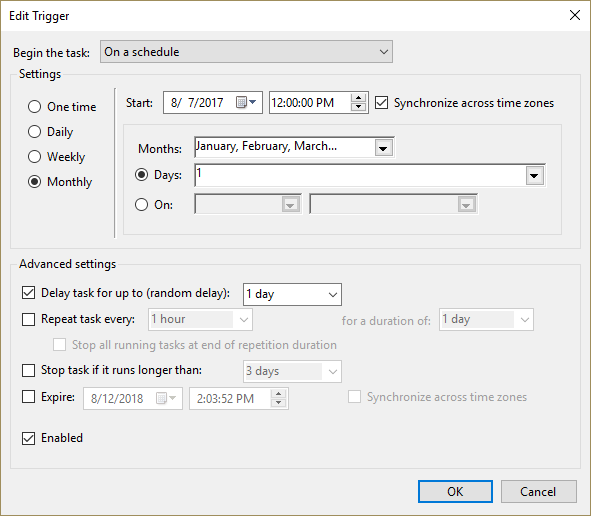 Edit Trigger
Begin the task: On a schedule
Settings
One time
Daily
Weekly
Monthly
Start: 8/ 7/2017 12:00:00 PM Synchronize across time zones
Months: January, February, March...
Days: 1
On:
Advanced settings
Delay task for up to (random delay): 1 day
Repeat task every: 1 hour for a duration of: 1 day
Stop all running tasks at end of repetition duration
Stop task if it runs longer than: 3 days
Expire: 8/12/2018 2:03:52 PM Synchronize across time zones
Enabled
OK Cancel